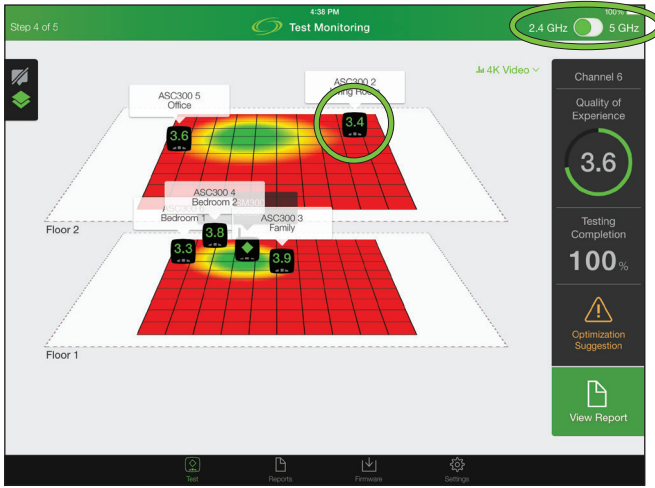 4:38 PM
100%
Step 4 of 5
Test Monitoring
2.4 GHz
5 GHz
4K Video
ASC300 2
Living Room
3.4
ASC300 5
Office
3.6
Floor 2
ASC300 4
Bedroom 2
3.8
Bedroom 1
3.3
ASC300 3
Family
3.9
Floor 1
Channel 6
Quality of
Experience
3.6
Testing
Completion
100%
Optimization
Suggestion
View Report
Test
Reports
Firmware
Settings